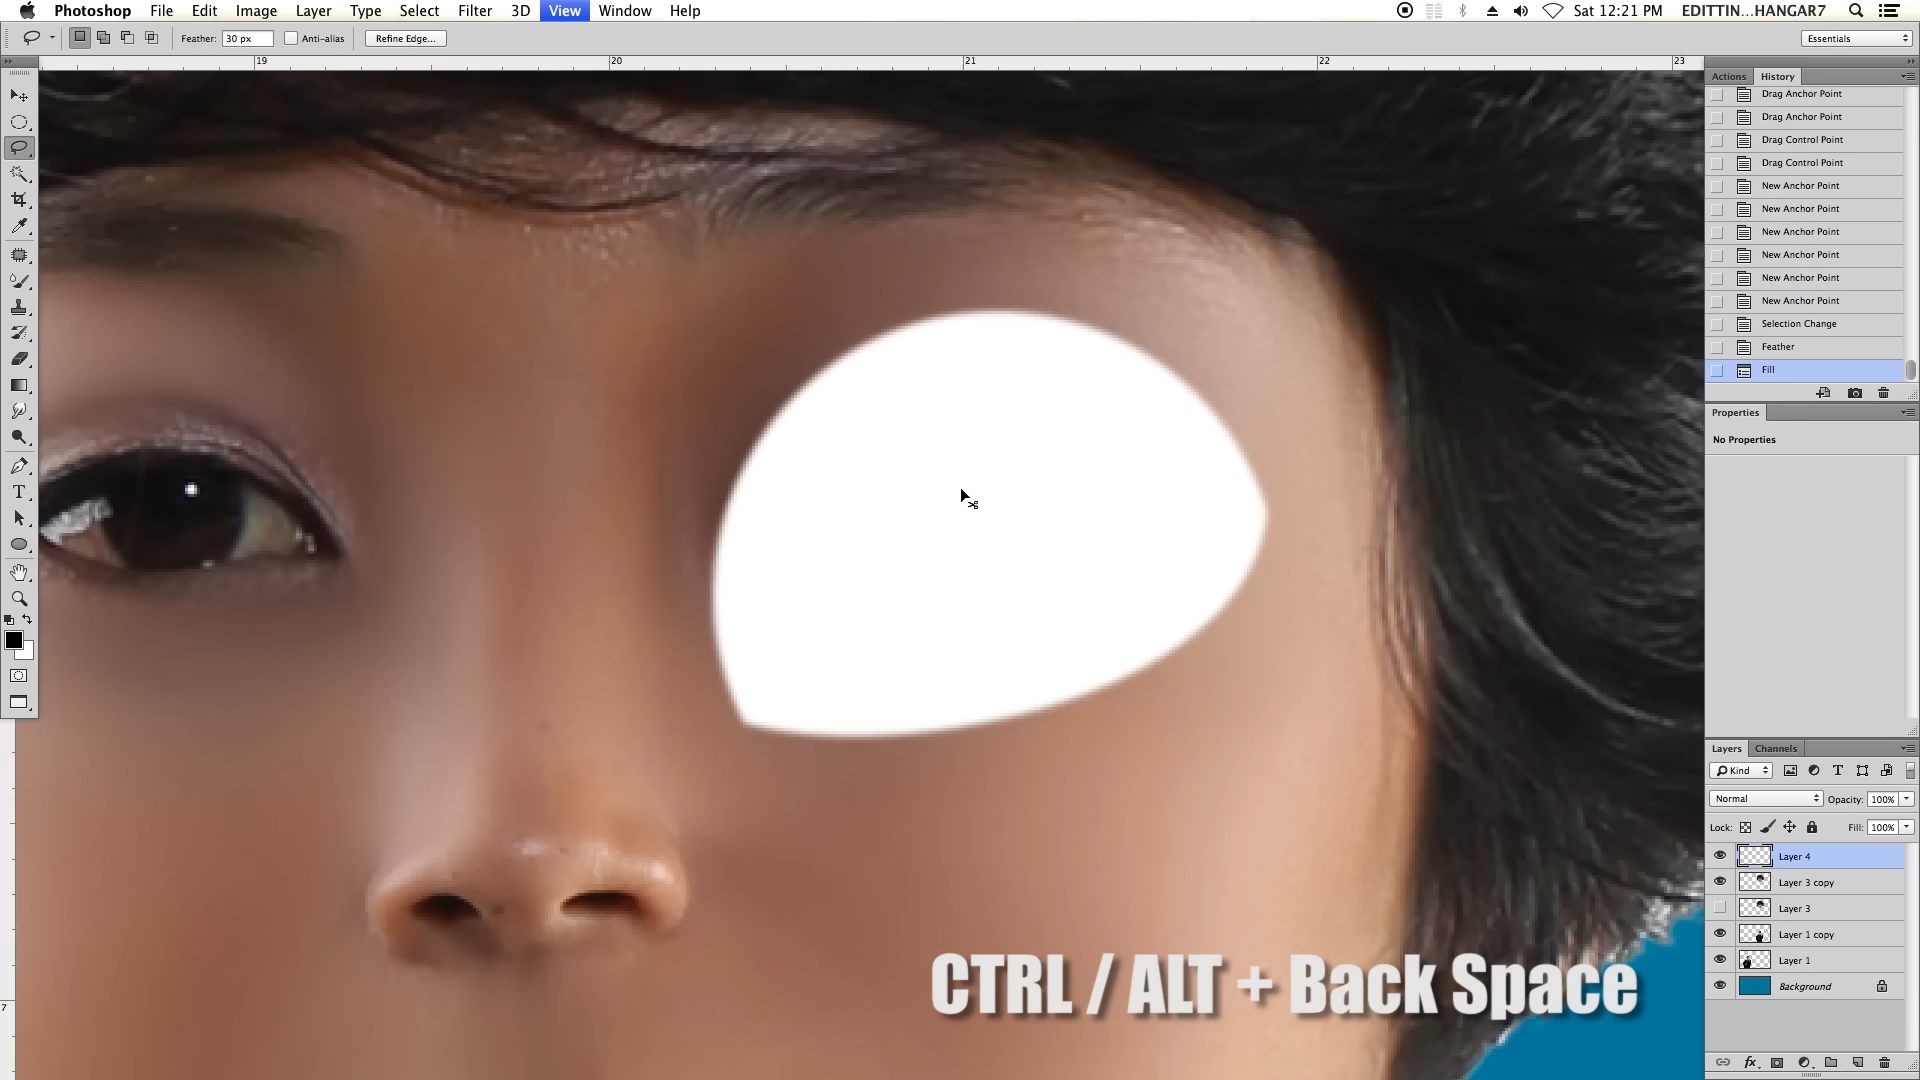 Photoshop File Edit Image Layer Type Select Filter 3D View Window Help Sat 12:21 PM EDITTIN...HANGAR7
Feather: 30 px Anti-alias Refine Edge... Essentials
19 20 21 22 23
Actions History
Drag Anchor Point
Drag Anchor Point
Drag Control Point
Drag Control Point
New Anchor Point
New Anchor Point
New Anchor Point
New Anchor Point
New Anchor Point
New Anchor Point
Selection Change
Feather
Fill
Properties
No Properties
Layers Channels
Kind
Normal Opacity: 100%
Lock: Fill: 100%
Layer 4
Layer 3 copy
Layer 3
Layer 1 copy
Layer 1
Background
CTRL / ALT + Back Space
7